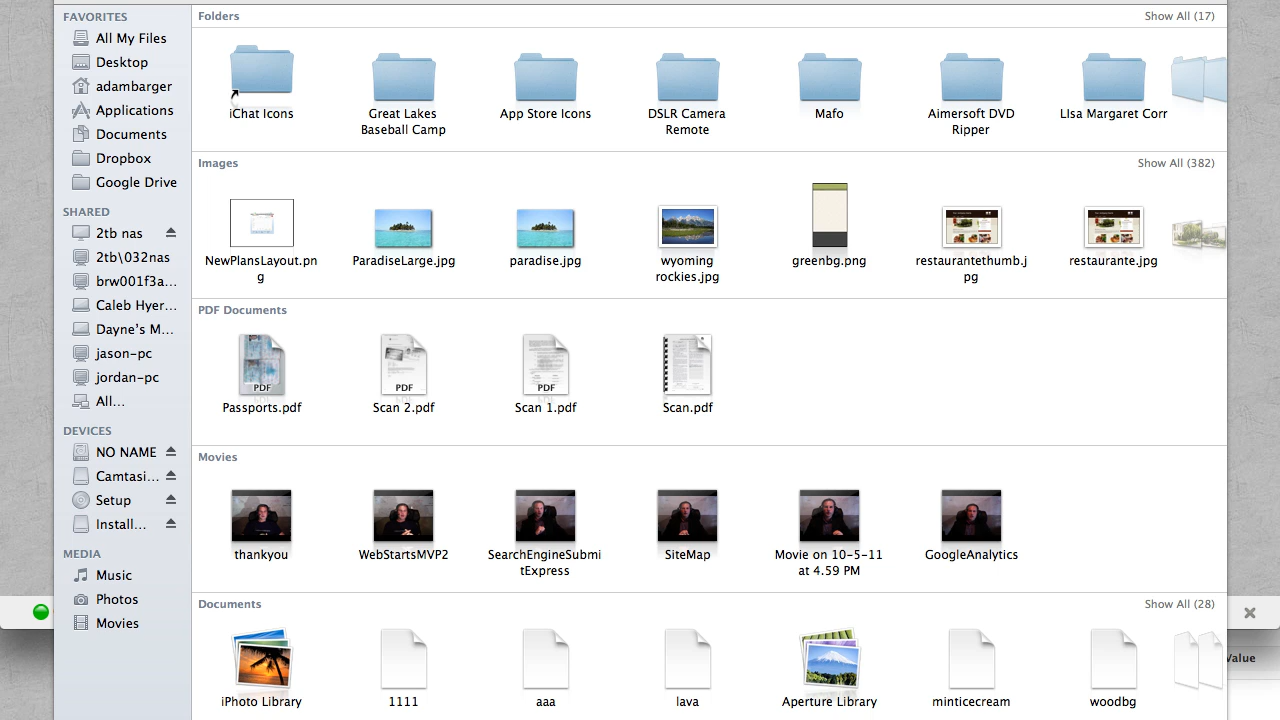 FAVORITES
All My Files
Desktop
adambarger
Applications
Documents
Dropbox
Google Drive
SHARED
2tb nas
2tb\032nas
brw001f3a...
Caleb Hyer...
Dayne's M...
jason-pc
jordan-pc
All...
DEVICES
NO NAME
Camtasi...
Setup
Install...
MEDIA
Music
Photos
Movies
Folders
Show All (17)
iChat Icons
Great Lakes
Baseball Camp
App Store Icons
DSLR Camera
Remote
Mafo
Aimersoft DVD
Ripper
LIsa Margaret Corr
Images
Show All (382)
NewPlansLayout.pn
g
ParadiseLarge.jpg
paradise.jpg
wyoming
rockies.jpg
greenbg.png
restaurantethumb.j
pg
restaurante.jpg
PDF Documents
PDF
Passports.pdf
PDF
Scan 2.pdf
PDF
Scan 1.pdf
Scan.pdf
Movies
thankyou
WebStartsMVP2
SearchEngineSubmi
tExpress
SiteMap
Movie on 10-5-11
at 4.59 PM
GoogleAnalytics
Documents
Show All (28)
iPhoto Library
1111
aaa
lava
Aperture Library
minticecream
woodbg
Value